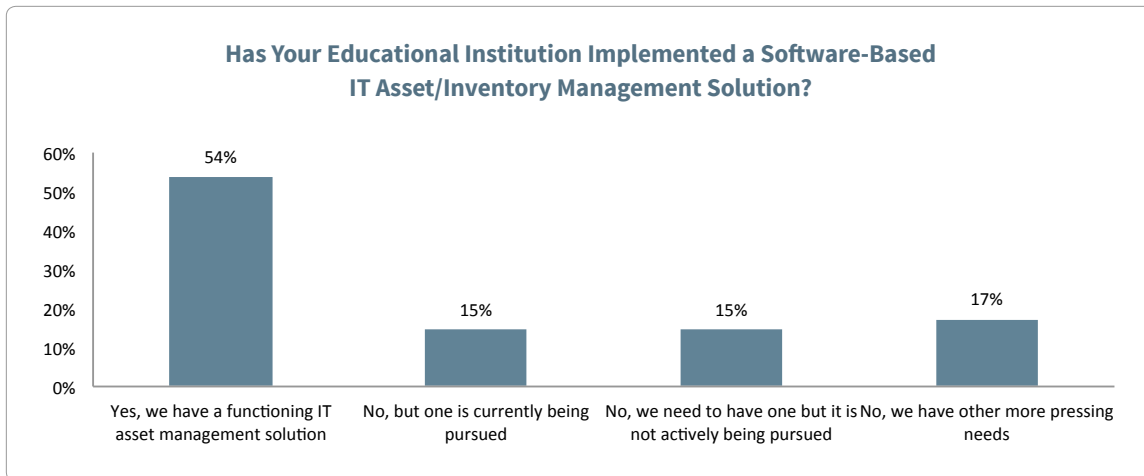 Has Your Educational Institution Implemented a Software-Based
IT Asset/Inventory Management Solution?
60%
50%
40%
30%
20%
10%
0%
54%
15%
15%
17%
Yes, we have a functioning IT
asset management solution
No, but one is currently being
pursued
No, we need to have one but it is
not actively being pursued
No, we have other more pressing
needs